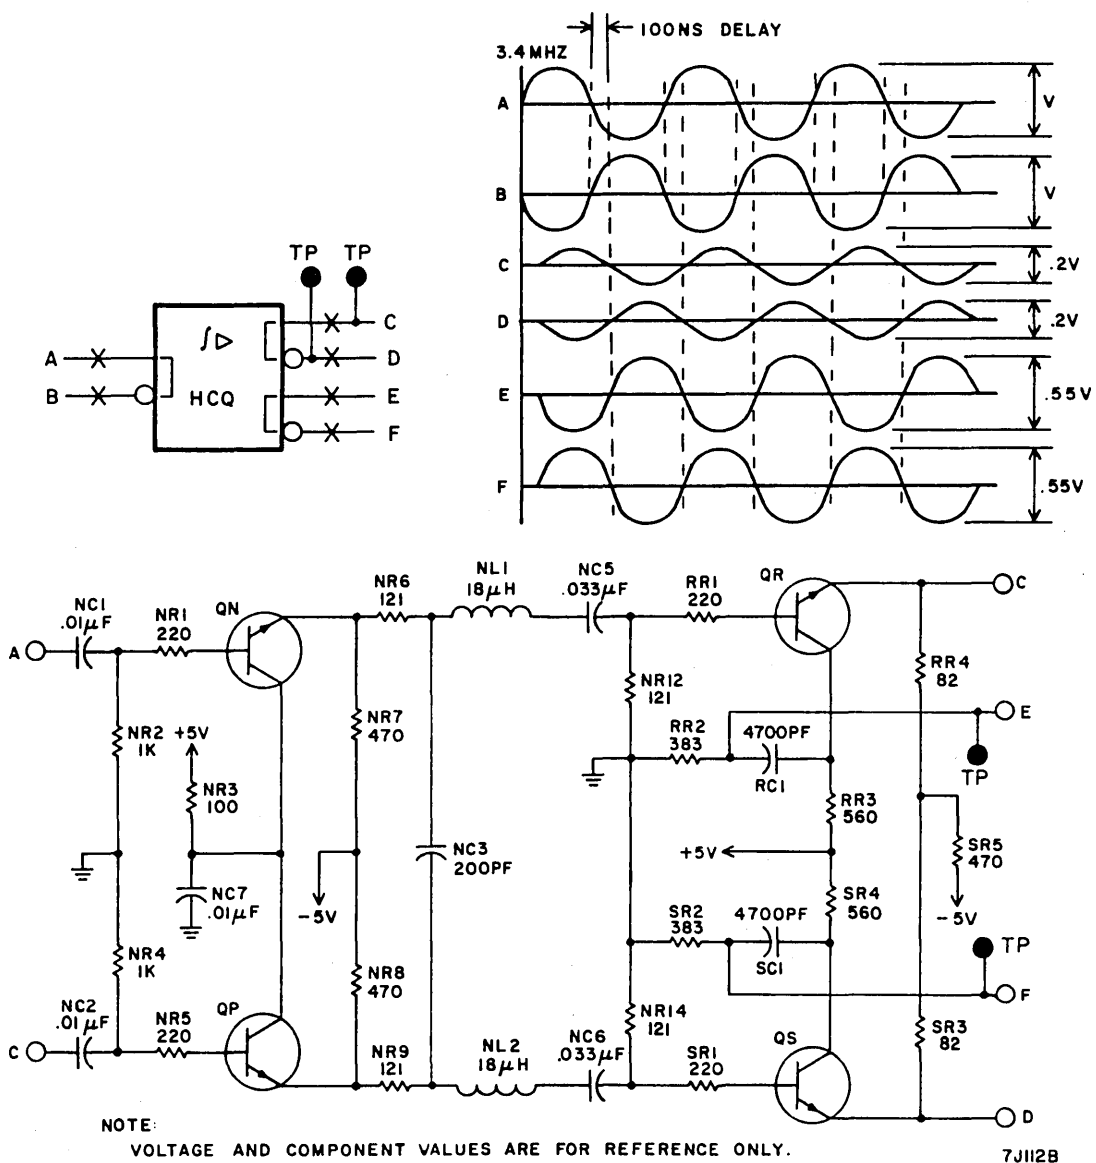 100NS DELAY
3.4MHZ
A
V
B
V
C
.2V
D
.2V
E
.55V
F
.55V
TP TP
A
B
∫▷
HCQ
C
D
E
F
A
NC1
.01μF
NR1
220
QN
NR2
1K
+5V
NR3
100
NC7
.01μF
NR4
1K
C
NC2
.01μF
NR5
220
QP
NR6
121
NR7
470
-5V
NR8
470
NR9
121
NL1
18μH
NC3
200PF
NL2
18μH
NC5
.033μF
NC6
.033μF
NR12
121
NR14
121
RR1
220
QR
RR2
383
4700PF
RC1
RR3
560
+5V
SR4
560
SR2
383
4700PF
SC1
SR1
220
QS
RR4
82
SR5
470
-5V
SR3
82
C
E
TP
TP
F
D
NOTE:
VOLTAGE AND COMPONENT VALUES ARE FOR REFERENCE ONLY.
7J112B